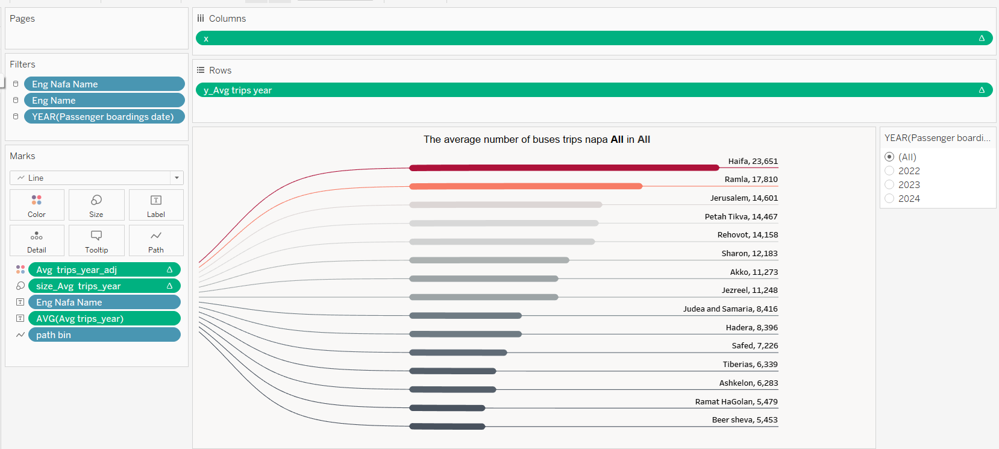 Pages
Filters
Eng Nafa Name
Eng Name
YEAR(Passenger boardings date)
Marks
Line
Color
Size
T
Label
Detail
Tooltip
Path
Avg trips_year_adj
size_Avg trips_year
T Eng Nafa Name
T AVG(Avg trips_year)
path bin
Columns
x
Rows
y_Avg trips year
The average number of buses trips napa All in All
Haifa, 23,651
Ramla, 17,810
Jerusalem, 14,601
Petah Tikva, 14,467
Rehovot, 14,158
Sharon, 12,183
Akko, 11,273
Jezreel, 11,248
Judea and Samaria, 8,416
Hadera, 8,396
Safed, 7,226
Tiberias, 6,339
Ashkelon, 6,283
Ramat HaGolan, 5,479
Beer sheva, 5,453
YEAR(Passenger boardi...
(All)
2022
2023
2024